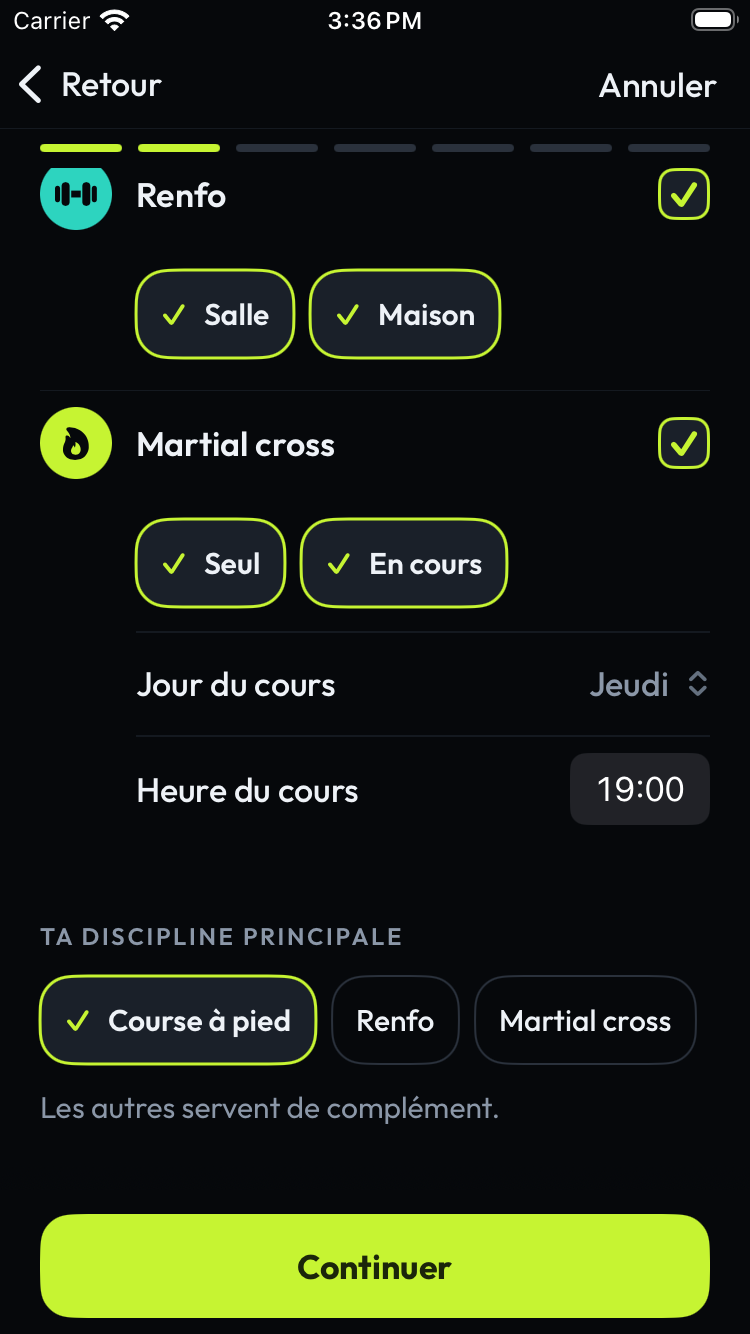 Carrier 3:36 PM
Retour Annuler
Renfo
Salle Maison
Martial cross
Seul En cours
Jour du cours Jeudi
Heure du cours 19:00
TA DISCIPLINE PRINCIPALE
Course à pied Renfo Martial cross
Les autres servent de complément.
Continuer